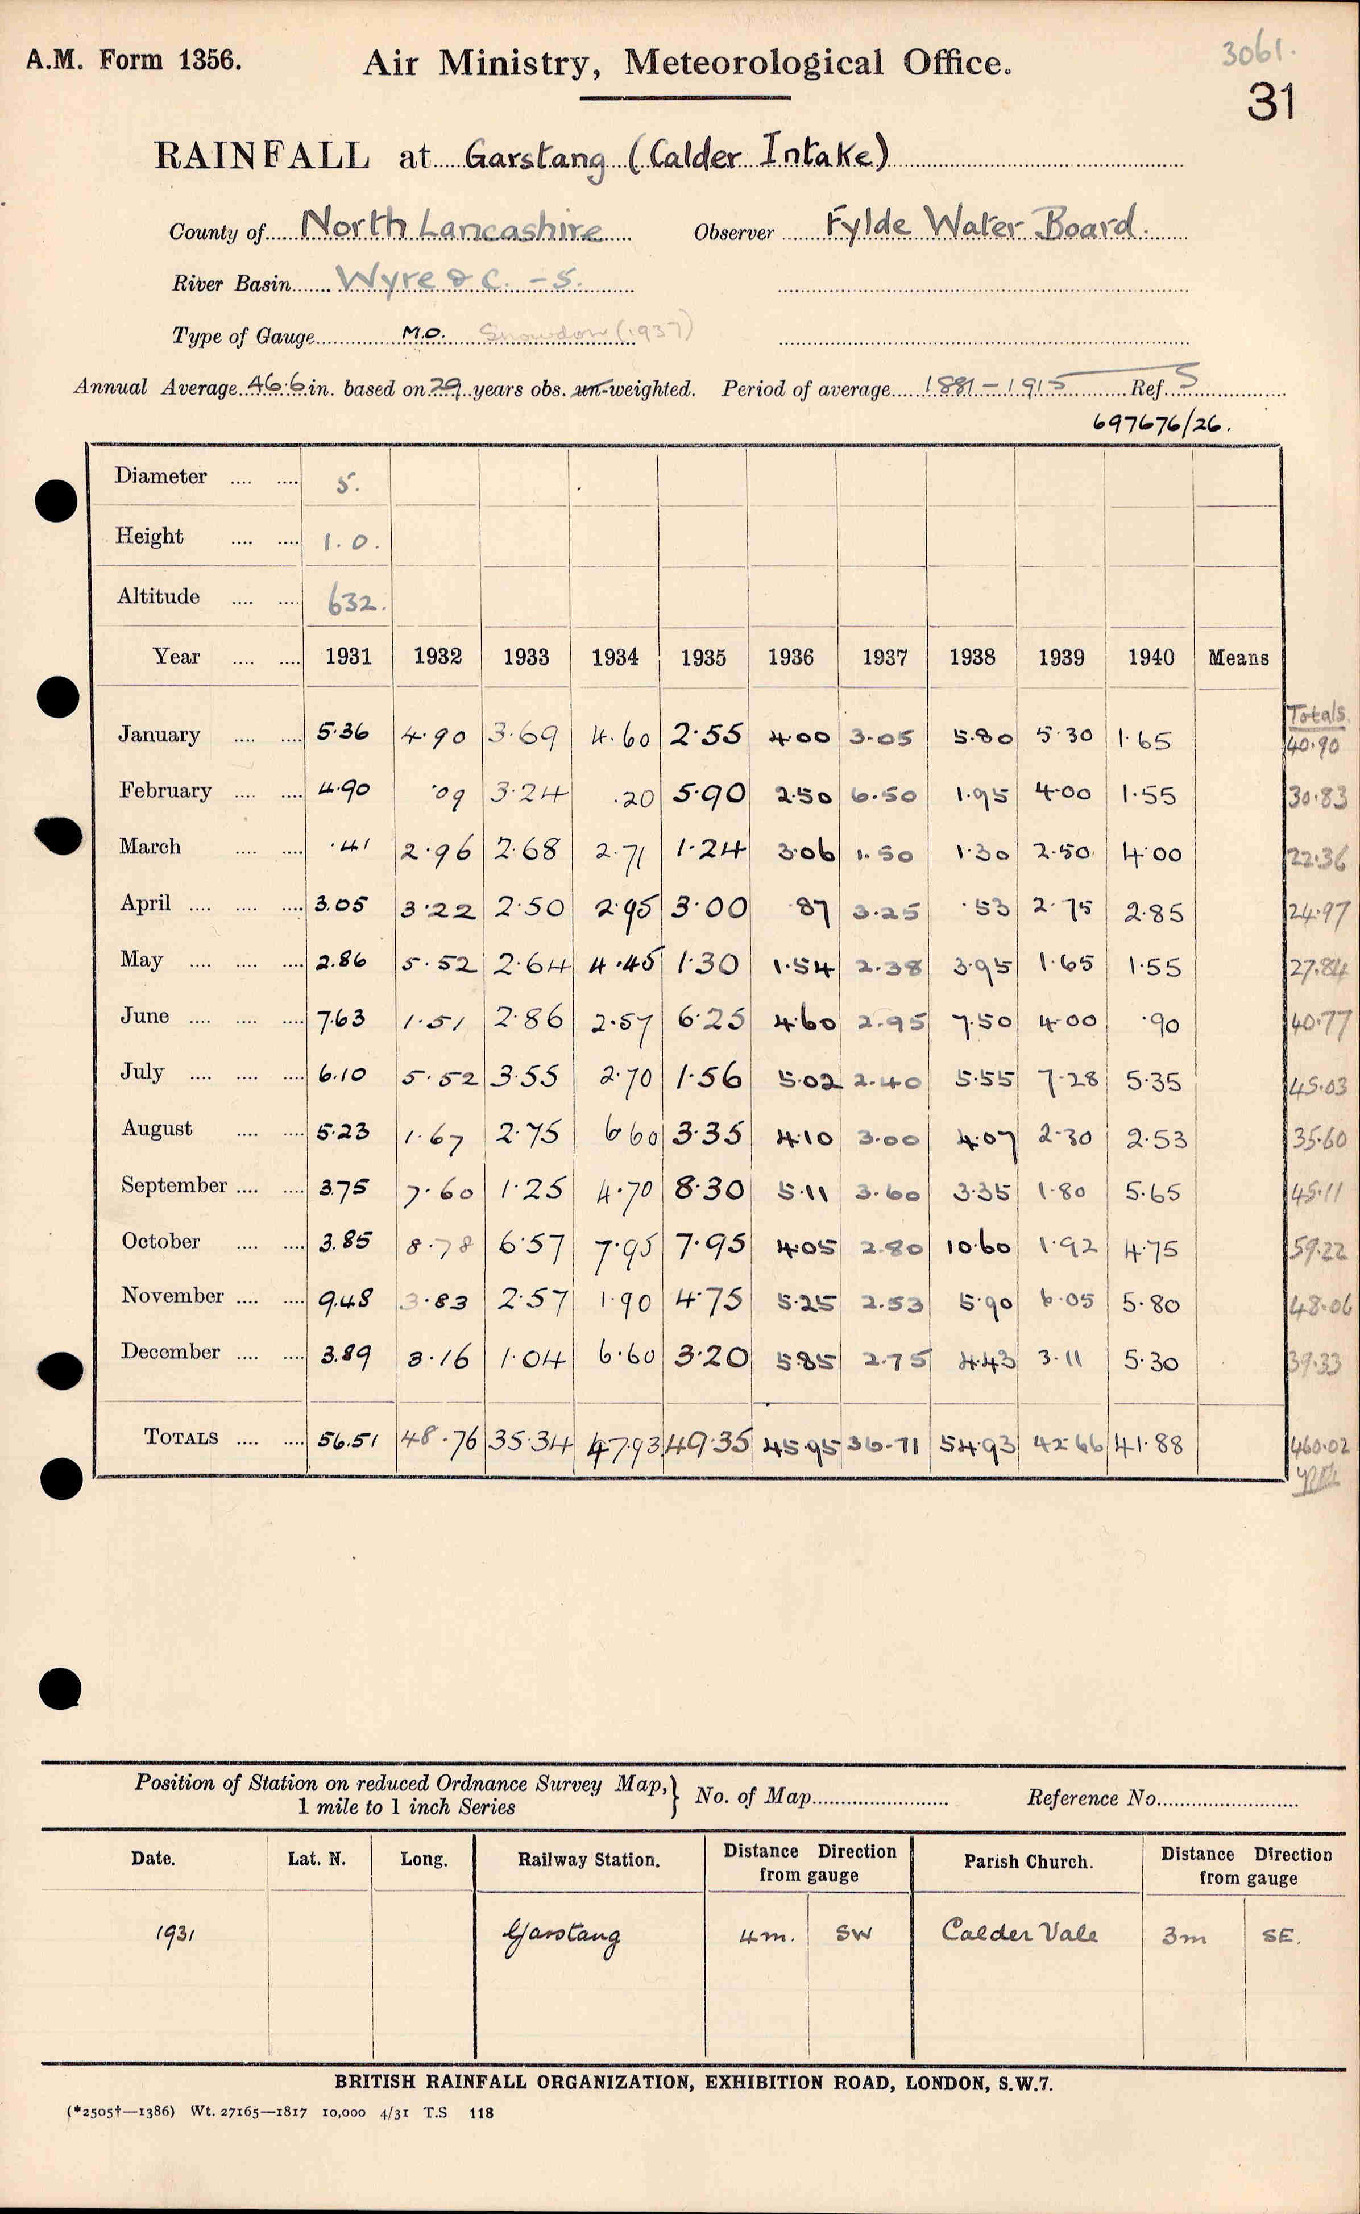 A.M. Form 1356.
Air Ministry, Meteorological Office.
3061.
31
RAINFALL at Garstang (Calder Intake)
County of North Lancashire Observer Fylde Water Board.
River Basin Wyre & C. - 5.
Type of Gauge M.O. Snowdon (1937)
Annual Average 46.6 in. based on 29 years obs. un-weighted. Period of average 1881 - 1915 Ref. S
697676/26.
Diameter .... .... 5.
Height .... .... 1.0.
Altitude .... .... 632.
Year .... .... 1931 1932 1933 1934 1935 1936 1937 1938 1939 1940 Means
Totals.
January .... .... 5.36 4.90 3.69 4.60 2.55 4.00 3.05 5.80 5.30 1.65 40.90
February .... .... 4.90 .09 3.24 .20 5.90 2.50 6.50 1.95 4.00 1.55 30.83
March .... .... .41 2.96 2.68 2.71 1.24 3.06 1.50 1.30 2.50 4.00 22.36
April .... .... .... 3.05 3.22 2.50 2.95 3.00 .87 3.25 .53 2.75 2.85 24.97
May .... .... .... 2.86 5.52 2.64 4.45 1.30 1.54 2.38 3.95 1.65 1.55 27.84
June .... .... .... 7.63 1.51 2.86 2.57 6.25 4.60 2.95 7.50 4.00 .90 40.77
July .... .... .... 6.10 5.52 3.55 2.70 1.56 5.02 2.40 5.55 7.28 5.35 45.03
August .... .... 5.23 1.67 2.75 6.60 3.35 4.10 3.00 4.07 2.30 2.53 35.60
September .... .... 3.75 7.60 1.25 4.70 8.30 5.11 3.60 3.35 1.80 5.65 45.11
October .... .... 3.85 8.78 6.57 7.95 7.95 4.05 2.80 10.60 1.92 4.75 59.22
November .... .... 9.48 3.83 2.57 1.90 4.75 5.25 2.53 5.90 6.05 5.80 48.06
December .... .... 3.89 3.16 1.04 6.60 3.20 5.85 2.75 4.43 3.11 5.30 39.33
TOTALS .... .... 56.51 48.76 35.34 47.93 49.35 45.95 36.71 54.93 42.66 41.88 460.02
Position of Station on reduced Ordnance Survey Map, } No. of Map Reference No.
1 mile to 1 inch Series
Date. Lat. N. Long. Railway Station. Distance Direction from gauge Parish Church. Distance Direction from gauge
1931 Garstang 4m. SW Calder Vale 3m SE.
BRITISH RAINFALL ORGANIZATION, EXHIBITION ROAD, LONDON, S.W.7.
(*2505†—1386) Wt. 27165—1817 10,000 4/31 T.S 118